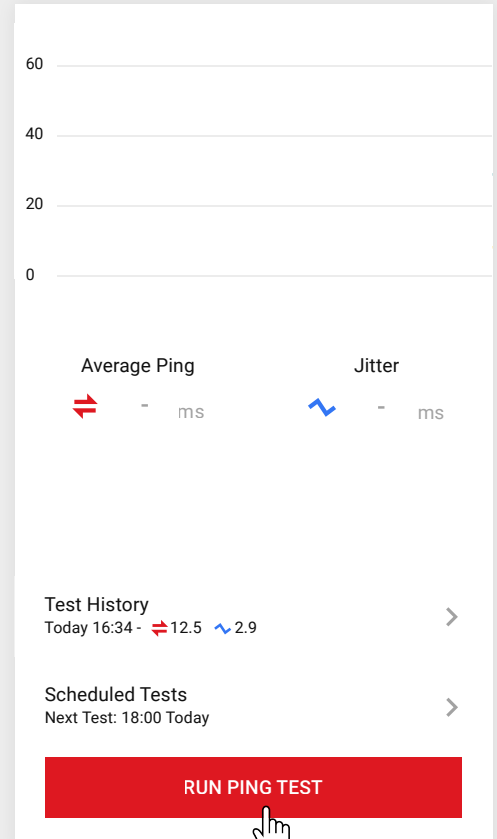 60
40
20
0
Average Ping Jitter
- ms - ms
Test History
Today 16:34 - 12.5 2.9
Scheduled Tests
Next Test: 18:00 Today
RUN PING TEST